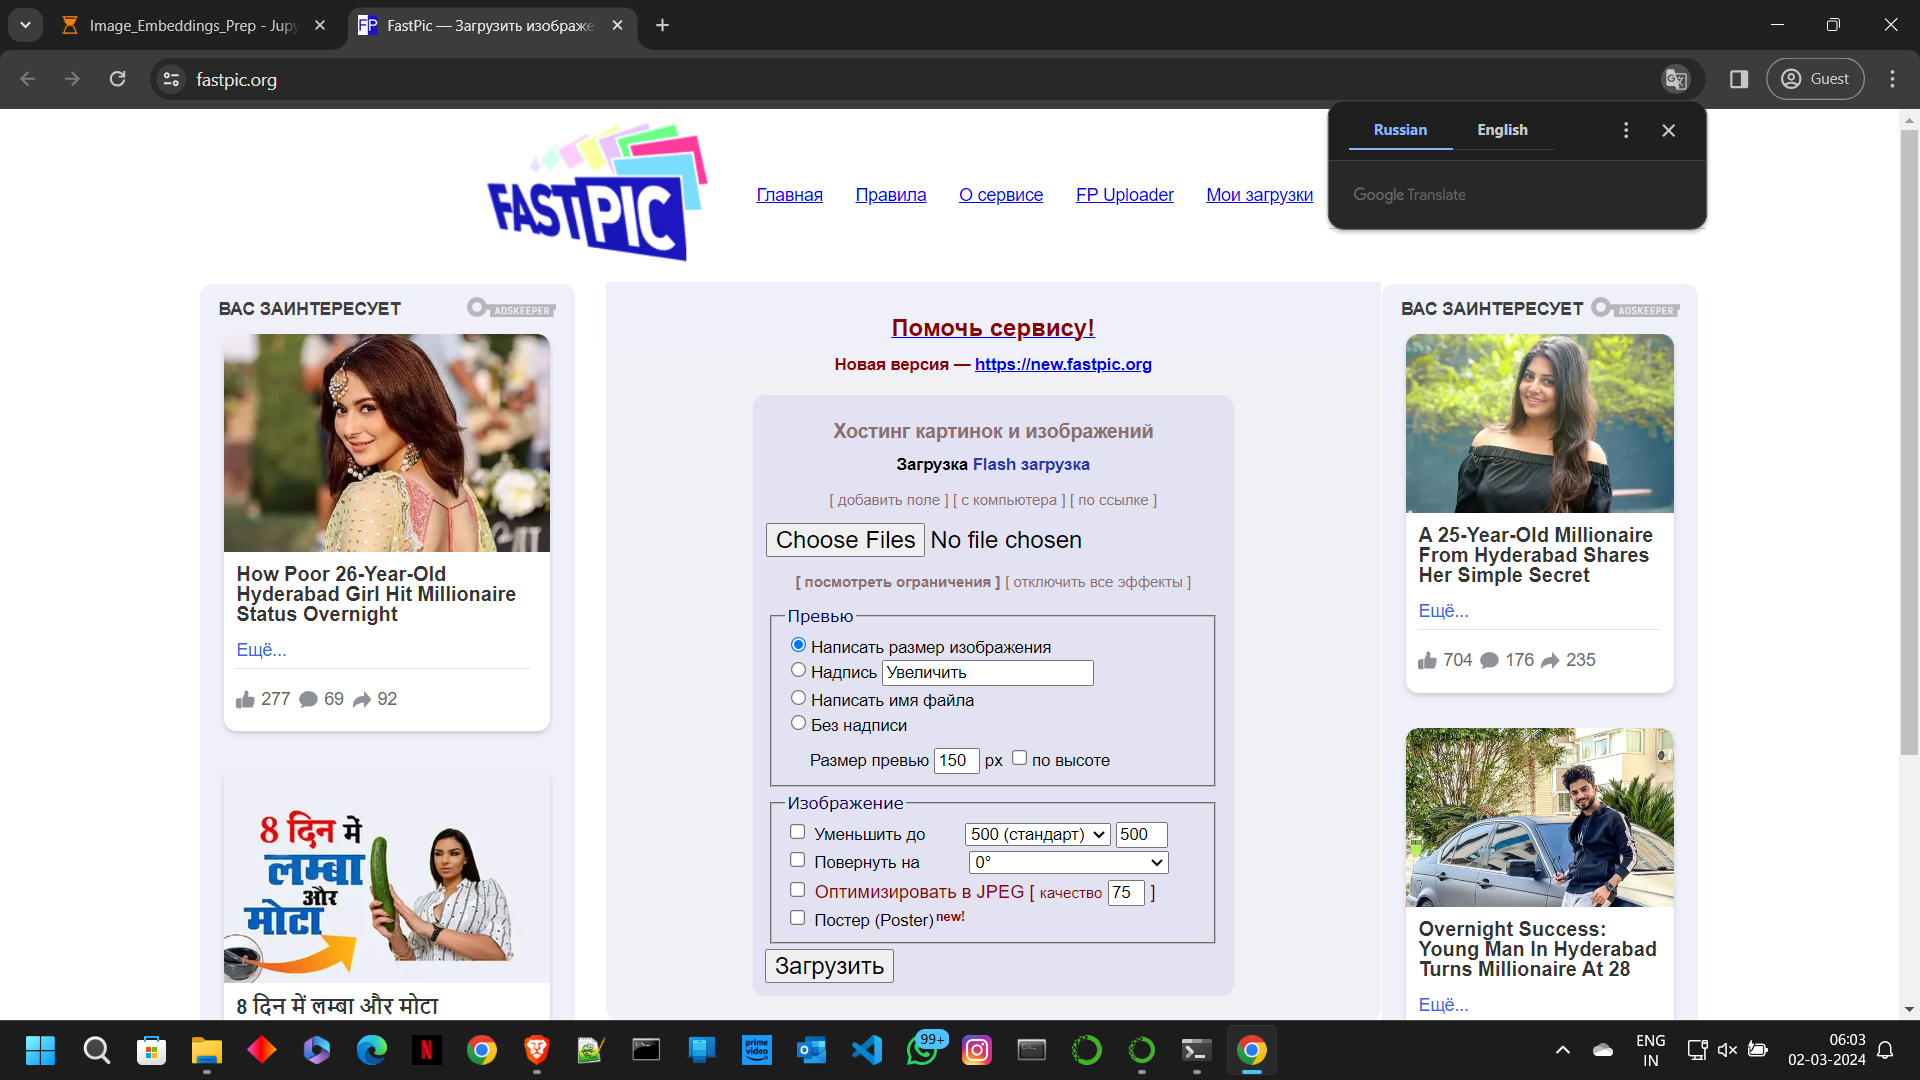 Image_Embeddings_Prep - Jupy
FastPic — Загрузить изображе
fastpic.org
Guest
Russian
English
Google Translate
FASTPIC
Главная
Правила
О сервисе
FP Uploader
Мои загрузки
ВАС ЗАИНТЕРЕСУЕТ
ADSKEEPER
How Poor 26-Year-Old
Hyderabad Girl Hit Millionaire
Status Overnight
Ещё...
277 69 92
8 दिन में
लम्बा
और
मोटा
8 दिन में लम्बा और मोटा
Помочь сервису!
Новая версия — https://new.fastpic.org
Хостинг картинок и изображений
Загрузка Flash загрузка
[ добавить поле ] [ с компьютера ] [ по ссылке ]
Choose Files No file chosen
[ посмотреть ограничения ] [ отключить все эффекты ]
Превью
Написать размер изображения
Надпись Увеличить
Написать имя файла
Без надписи
Размер превью 150 px по высоте
Изображение
Уменьшить до 500 (стандарт) 500
Повернуть на 0°
Оптимизировать в JPEG [ качество 75 ]
Постер (Poster) new!
Загрузить
ВАС ЗАИНТЕРЕСУЕТ
ADSKEEPER
A 25-Year-Old Millionaire
From Hyderabad Shares
Her Simple Secret
Ещё...
704 176 235
Overnight Success:
Young Man In Hyderabad
Turns Millionaire At 28
Ещё...
prime
video
99+
ENG
IN
06:03
02-03-2024